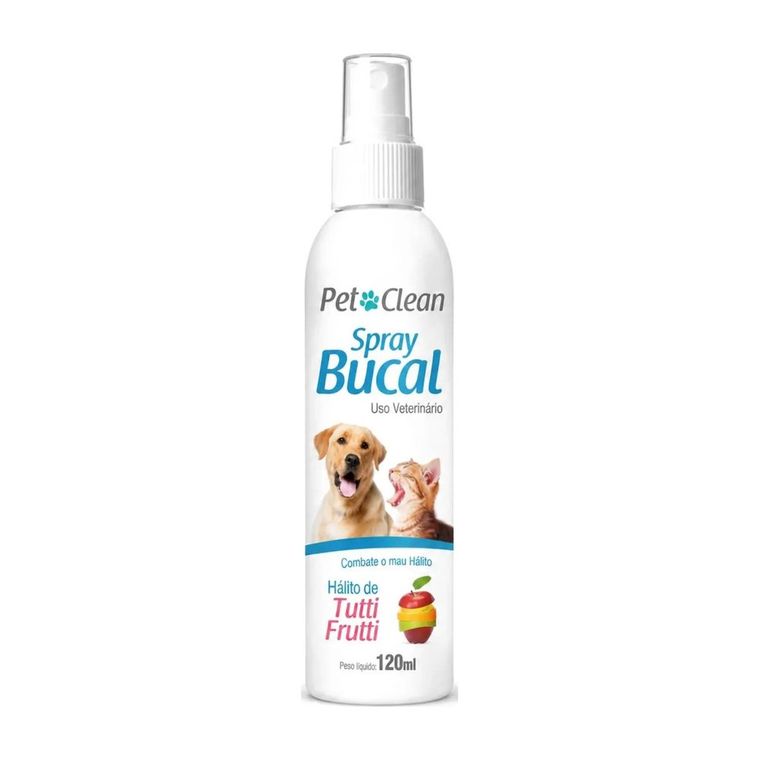 Pet Clean
Spray
Bucal
Uso Veterinário
Combate o mau Hálito
Hálito de
Tutti
Frutti
Peso líquido: 120ml